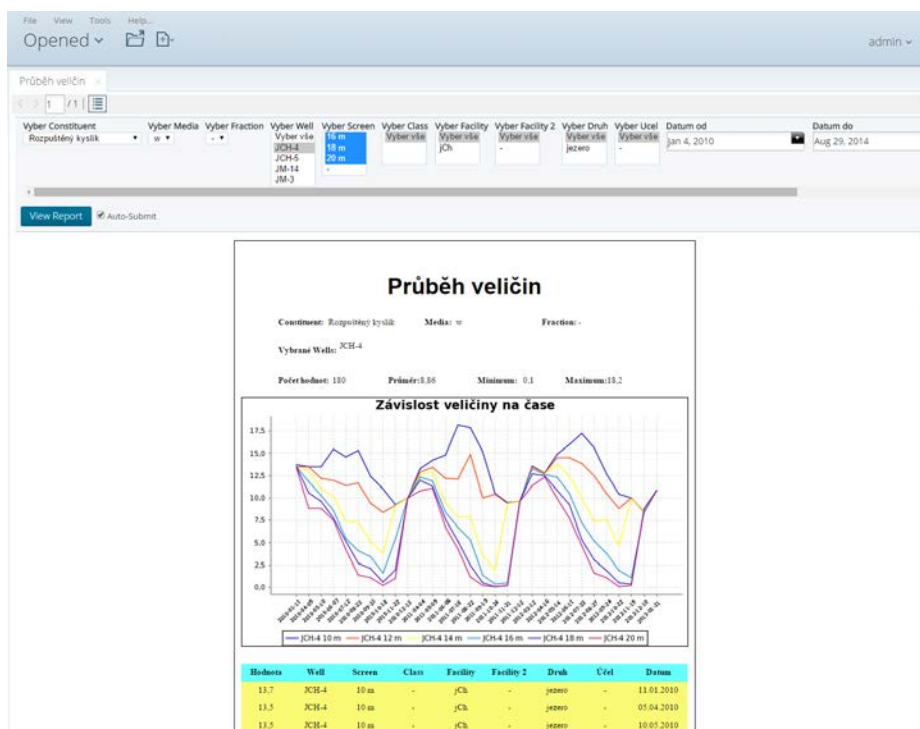 File View Tools Help...
Opened
admin
Průběh veličin
1 / 1
Vyber Constituent Vyber Media Vyber Fraction Vyber Well Vyber Screen Vyber Class Vyber Facility Vyber Facility 2 Vyber Druh Vyber Ucel Datum od Datum do
Rozpuštěný kyslík w - Vyber vše 16 m Vyber vše Vyber vše Vyber vše Vyber vše Vyber vše Jan 4, 2010 Aug 29, 2014
JCH-4 18 m jCh - jezero -
JCH-5 20 m
JM-14 -
JM-3
View Report Auto-Submit
Průběh veličin
Constituent: Rozpuštěný kyslík Media: w Fraction: -
Vybrané Wells: JCH-4
Počet hodnot: 180 Průměr:8,86 Minimum: 0,1 Maximum:18,2
Závislost veličiny na čase
17,5
15,0
12,5
10,0
7,5
5,0
2,5
0,0
JCH-4 10 m JCH-4 12 m JCH-4 14 m JCH-4 16 m JCH-4 18 m JCH-4 20 m
Hodnota Well Screen Class Facility Facility 2 Druh Účel Datum
13,7 JCH-4 10 m - jCh - jezero - 11.01.2010
13,5 JCH-4 10 m - jCh - jezero - 05.04.2010
13,5 JCH-4 10 m - jCh - jezero - 10.05.2010